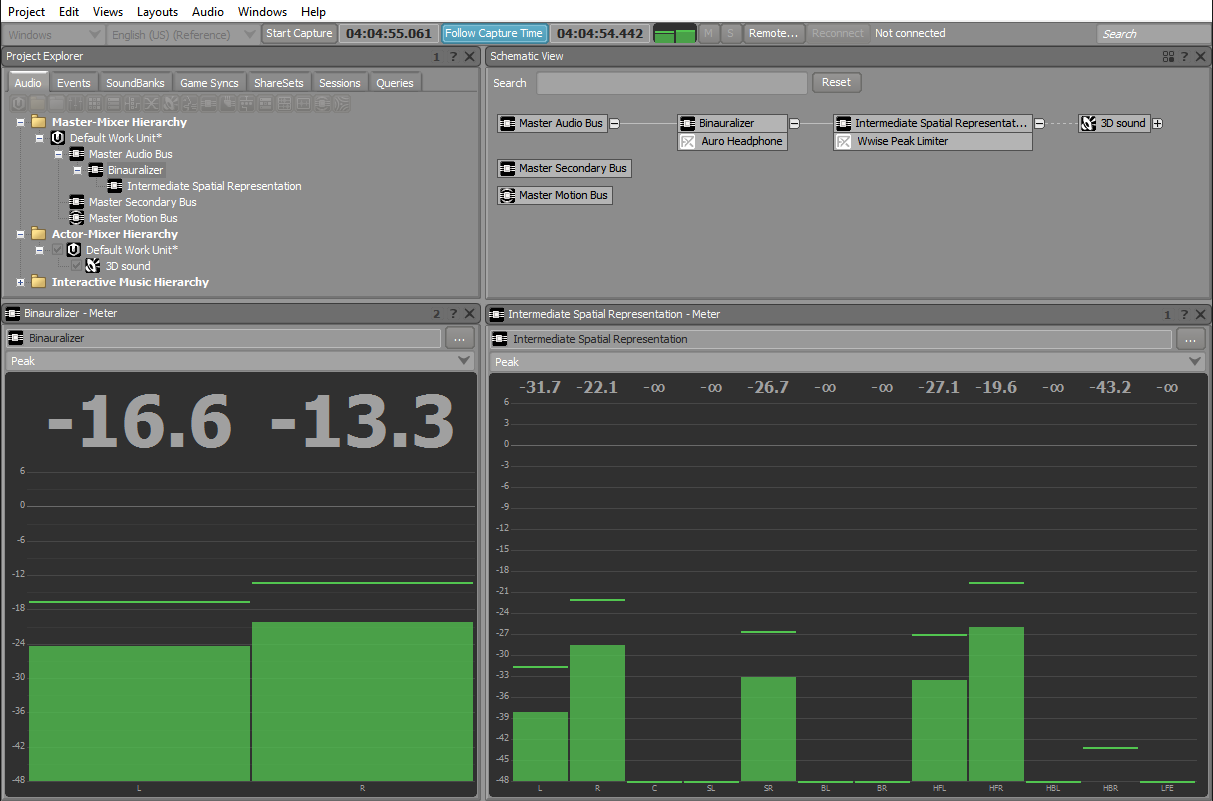 Project Edit Views Layouts Audio Windows Help
Windows English (US) (Reference) Start Capture 04:04:55.061 Follow Capture Time 04:04:54.442 M S Remote... Reconnect Not connected Search
Project Explorer 1 ? X
Audio Events SoundBanks Game Syncs ShareSets Sessions Queries
Master-Mixer Hierarchy
Default Work Unit*
Master Audio Bus
Binauralizer
Intermediate Spatial Representation
Master Secondary Bus
Master Motion Bus
Actor-Mixer Hierarchy
Default Work Unit*
3D sound
Interactive Music Hierarchy
Schematic View ? X
Search Reset
Master Audio Bus Binauralizer Intermediate Spatial Representat... 3D sound
FX Auro Headphone FX Wwise Peak Limiter
Master Secondary Bus
Master Motion Bus
Binauralizer - Meter 2 ? X
Binauralizer ...
Peak
-16.6 -13.3
6
0
-6
-12
-18
-24
-30
-36
-42
-48
L R
Intermediate Spatial Representation - Meter 1 ? X
Intermediate Spatial Representation ...
Peak
-31.7 -22.1 -∞ -∞ -26.7 -∞ -∞ -27.1 -19.6 -∞ -43.2 -∞
6
3
0
-3
-6
-9
-12
-15
-18
-21
-24
-27
-30
-33
-36
-39
-42
-45
-48
L R C SL SR BL BR HFL HFR HBL HBR LFE